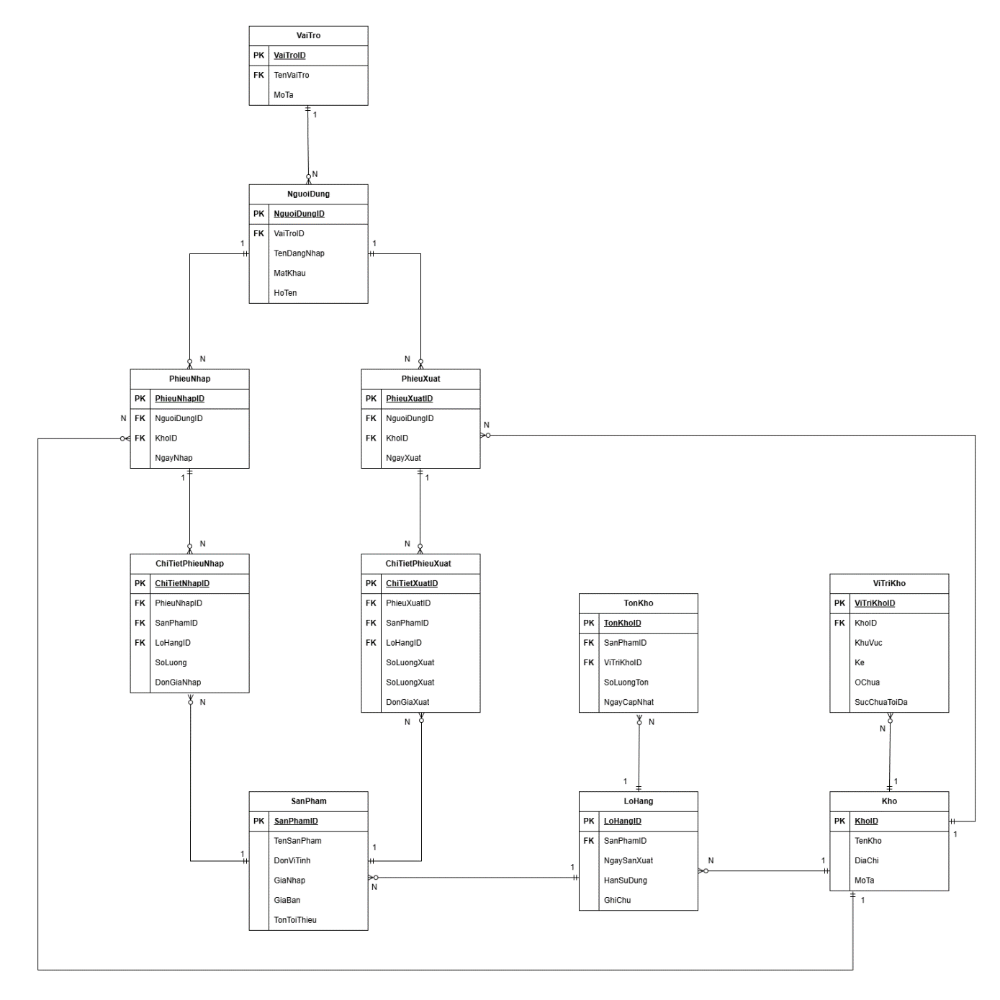 VaiTro
PK VaiTroID
FK TenVaiTro
MoTa
1
N
NguoiDung
PK NguoiDungID
FK VaiTroID
TenDangNhap
MatKhau
HoTen
1
1
N
N
PhieuNhap
PK PhieuNhapID
FK NguoiDungID
FK KhoID
NgayNhap
N
1
PhieuXuat
PK PhieuXuatID
FK NguoiDungID
FK KhoID
NgayXuat
N
1
N
N
ChiTietPhieuNhap
PK ChiTietNhapID
FK PhieuNhapID
FK SanPhamID
FK LoHangID
SoLuong
DonGiaNhap
N
ChiTietPhieuXuat
PK ChiTietXuatID
FK PhieuXuatID
FK SanPhamID
FK LoHangID
SoLuongXuat
SoLuongXuat
DonGiaXuat
N
TonKho
PK TonKhoID
FK SanPhamID
FK ViTriKhoID
SoLuongTon
NgayCapNhat
N
1
ViTriKho
PK ViTriKhoID
FK KhoID
KhuVuc
Ke
OChua
SucChuaToiDa
N
1
SanPham
PK SanPhamID
TenSanPham
DonViTinh
GiaNhap
GiaBan
TonToiThieu
1
1
N
1
LoHang
PK LoHangID
FK SanPhamID
NgaySanXuat
HanSuDung
GhiChu
N
1
Kho
PK KhoID
TenKho
DiaChi
MoTa
1
1